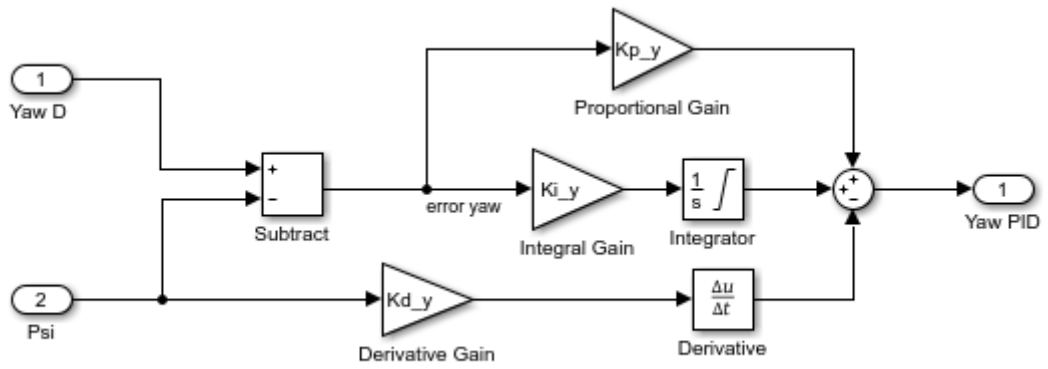 Kp_y
Proportional Gain
1
Yaw D
+
−
Subtract
error yaw
Ki_y
Integral Gain
1
s
Integrator
+
+
−
1
Yaw PID
2
Psi
Kd_y
Derivative Gain
Δu
Δt
Derivative